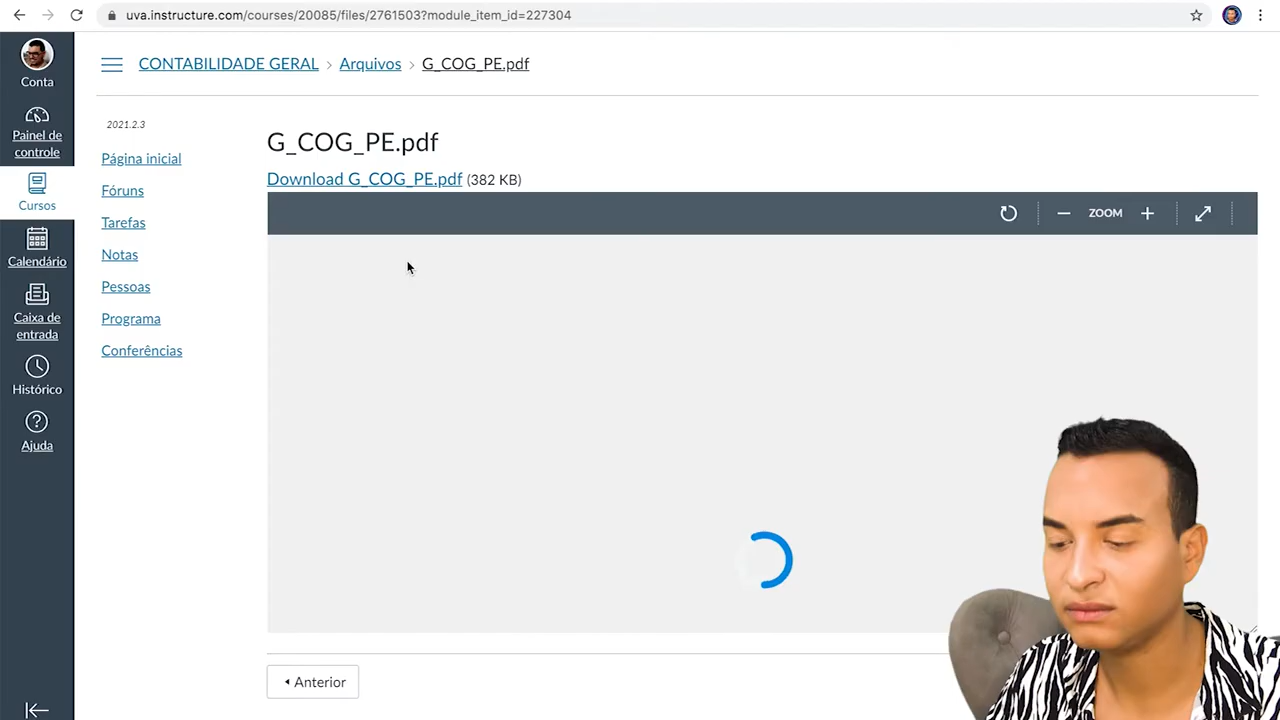 uva.instructure.com/courses/20085/files/2761503?module_item_id=227304
Conta
Painel de
controle
Cursos
Calendário
Caixa de
entrada
Histórico
Ajuda
CONTABILIDADE GERAL › Arquivos › G_COG_PE.pdf
2021.2.3
Página inicial
Fóruns
Tarefas
Notas
Pessoas
Programa
Conferências
G_COG_PE.pdf
Download G_COG_PE.pdf (382 KB)
ZOOM
Anterior